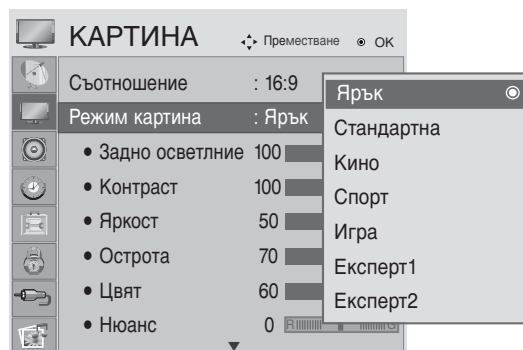 КАРТИНА Преместване OK
Съотношение : 16:9
Режим картина : Ярък
• Задно осветлние 100
• Контраст 100
• Яркост 50
• Острота 70
• Цвят 60
• Нюанс 0 R G
Ярък
Стандартна
Кино
Спорт
Игра
Експерт1
Експерт2